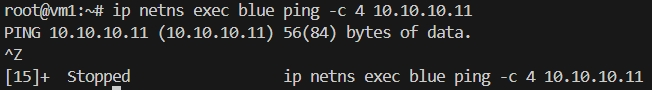 root@vm1:~# ip netns exec blue ping -c 4 10.10.10.11
PING 10.10.10.11 (10.10.10.11) 56(84) bytes of data.
^Z
[15]+  Stopped                 ip netns exec blue ping -c 4 10.10.10.11